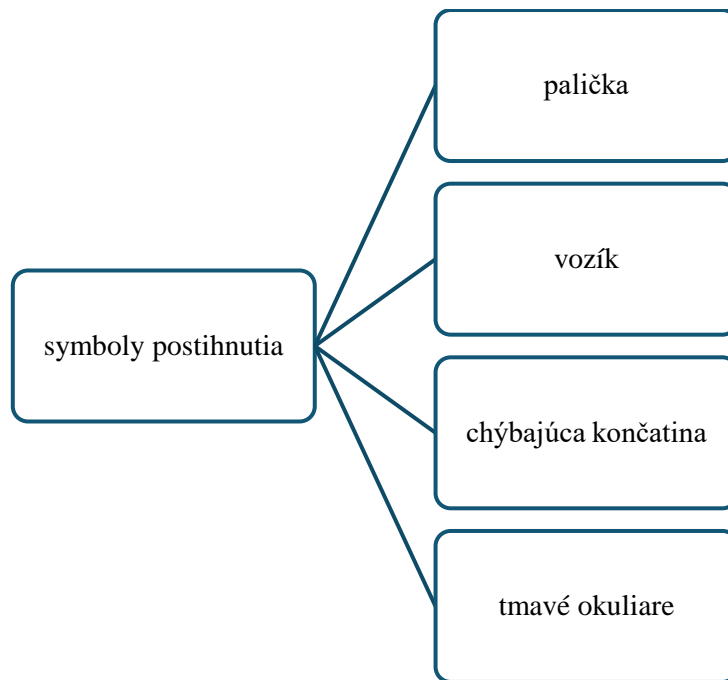 palička
vozík
symboly postihnutia
chýbajúca končatina
tmavé okuliare